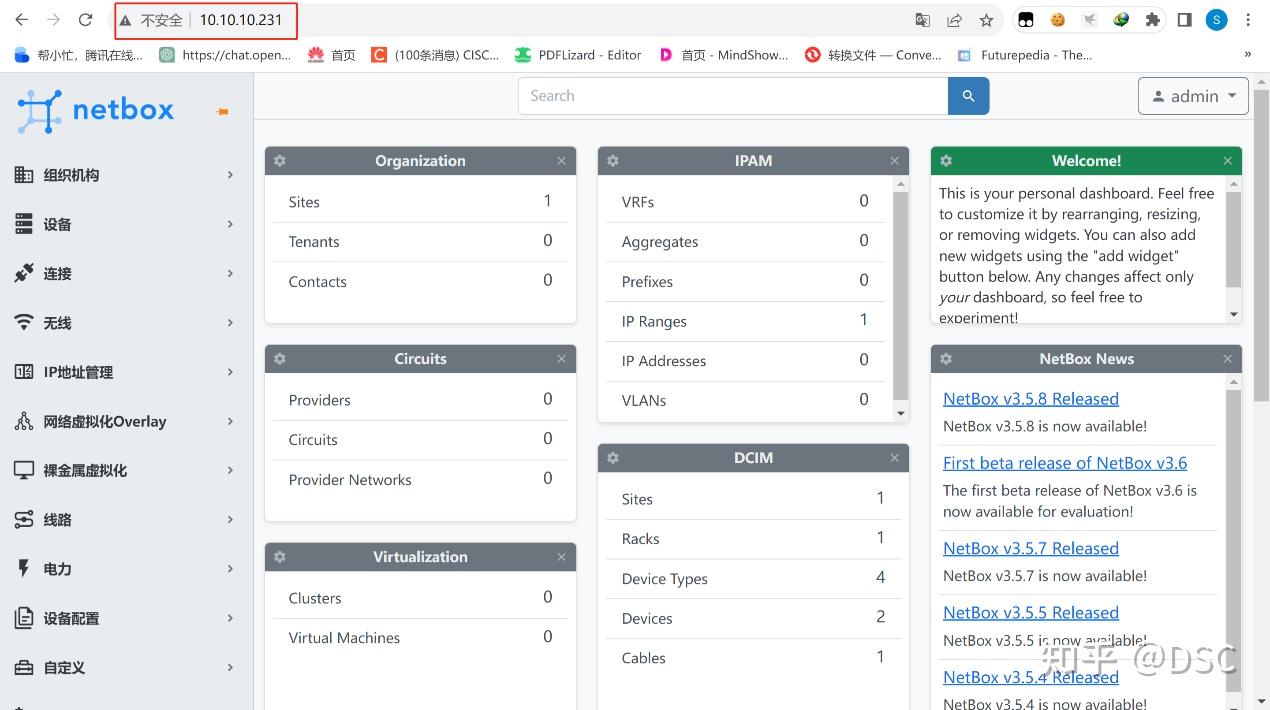 不安全 10.10.10.231
帮小忙，腾讯在线... https://chat.open... 首页 (100条消息) CISC... PDFLizard - Editor 首页 - MindShow... 转换文件 — Conve... Futurepedia - The... »
netbox
Search
admin
组织机构
设备
连接
无线
IP地址管理
网络虚拟化Overlay
裸金属虚拟化
线路
电力
设备配置
自定义
Organization
Sites 1
Tenants 0
Contacts 0
Circuits
Providers 0
Circuits 0
Provider Networks 0
Virtualization
Clusters 0
Virtual Machines 0
IPAM
VRFs 0
Aggregates 0
Prefixes 0
IP Ranges 1
IP Addresses 0
VLANs 0
DCIM
Sites 1
Racks 1
Device Types 4
Devices 2
Cables 1
Welcome!
This is your personal dashboard. Feel free
to customize it by rearranging, resizing,
or removing widgets. You can also add
new widgets using the "add widget"
button below. Any changes affect only
your dashboard, so feel free to
experiment!
NetBox News
NetBox v3.5.8 Released
NetBox v3.5.8 is now available!
First beta release of NetBox v3.6
The first beta release of NetBox v3.6 is
now available for evaluation!
NetBox v3.5.7 Released
NetBox v3.5.7 is now available!
NetBox v3.5.5 Released
NetBox v3.5.5 is now available!
NetBox v3.5.4 Released
NetBox v3.5.4 is now available!
知乎 @DSC